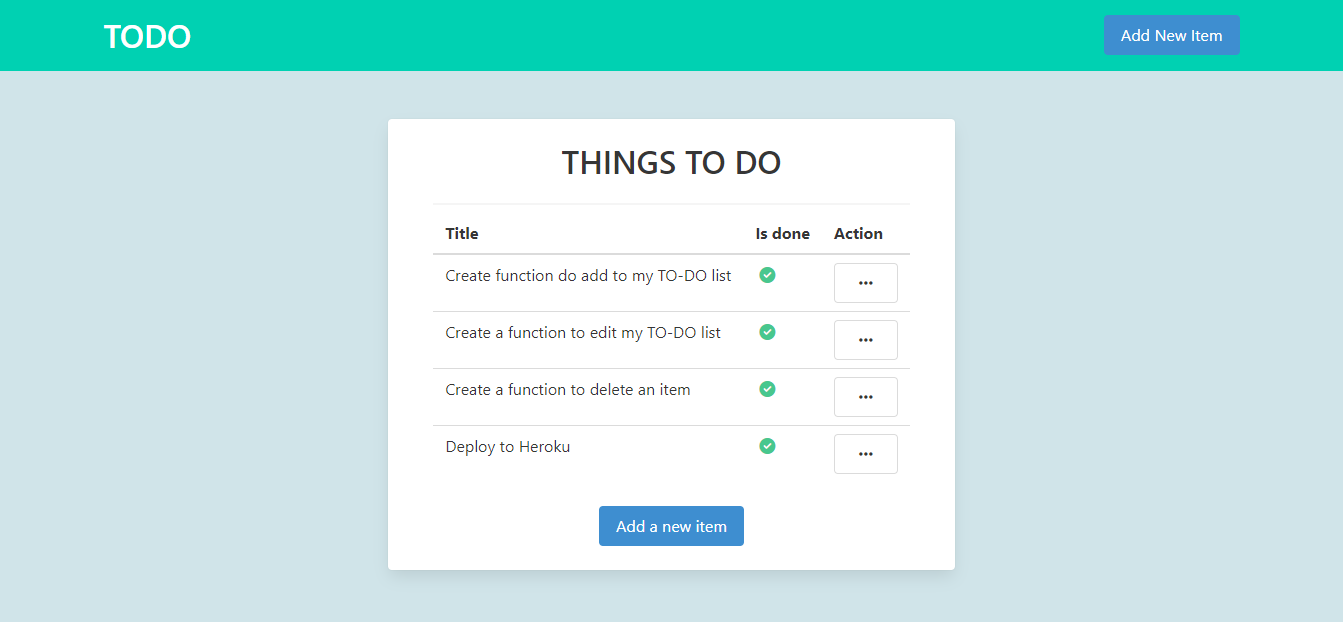 TODO
Add New Item
THINGS TO DO
Title Is done Action
Create function do add to my TO-DO list
Create a function to edit my TO-DO list
Create a function to delete an item
Deploy to Heroku
Add a new item